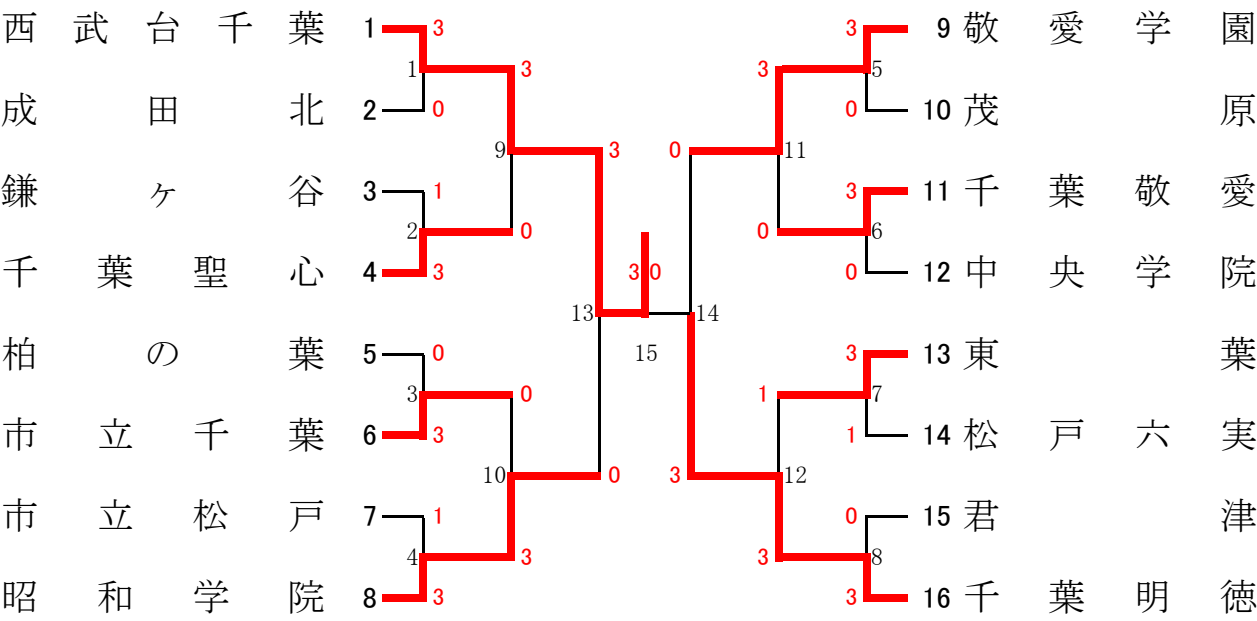 西武台千葉 1 3 3 9 敬愛学園
1 3 3 5
成田北 2 0 0 10 茂原
9 3 0 11
鎌ヶ谷 3 1 3 11 千葉敬愛
2 0 0 6
千葉聖心 4 3 3 0 0 12 中央学院
13 14
柏の葉 5 0 15 3 13 東葉
3 0 1 7
市立千葉 6 3 1 14 松戸六実
10 0 3 12
市立松戸 7 1 0 15 君津
4 3 3 8
昭和学院 8 3 3 16 千葉明徳